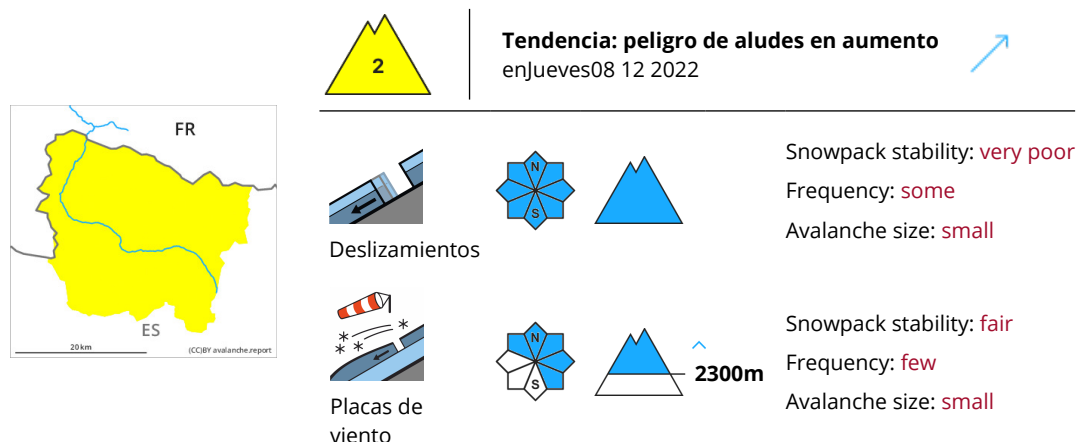 2
Tendencia: peligro de aludes en aumento
enJueves08 12 2022
FR
ES
20 km
(CC)BY avalanche.report
N
S
Deslizamientos
Snowpack stability: very poor
Frequency: some
Avalanche size: small
N
S
2300m
Placas de
viento
Snowpack stability: fair
Frequency: few
Avalanche size: small